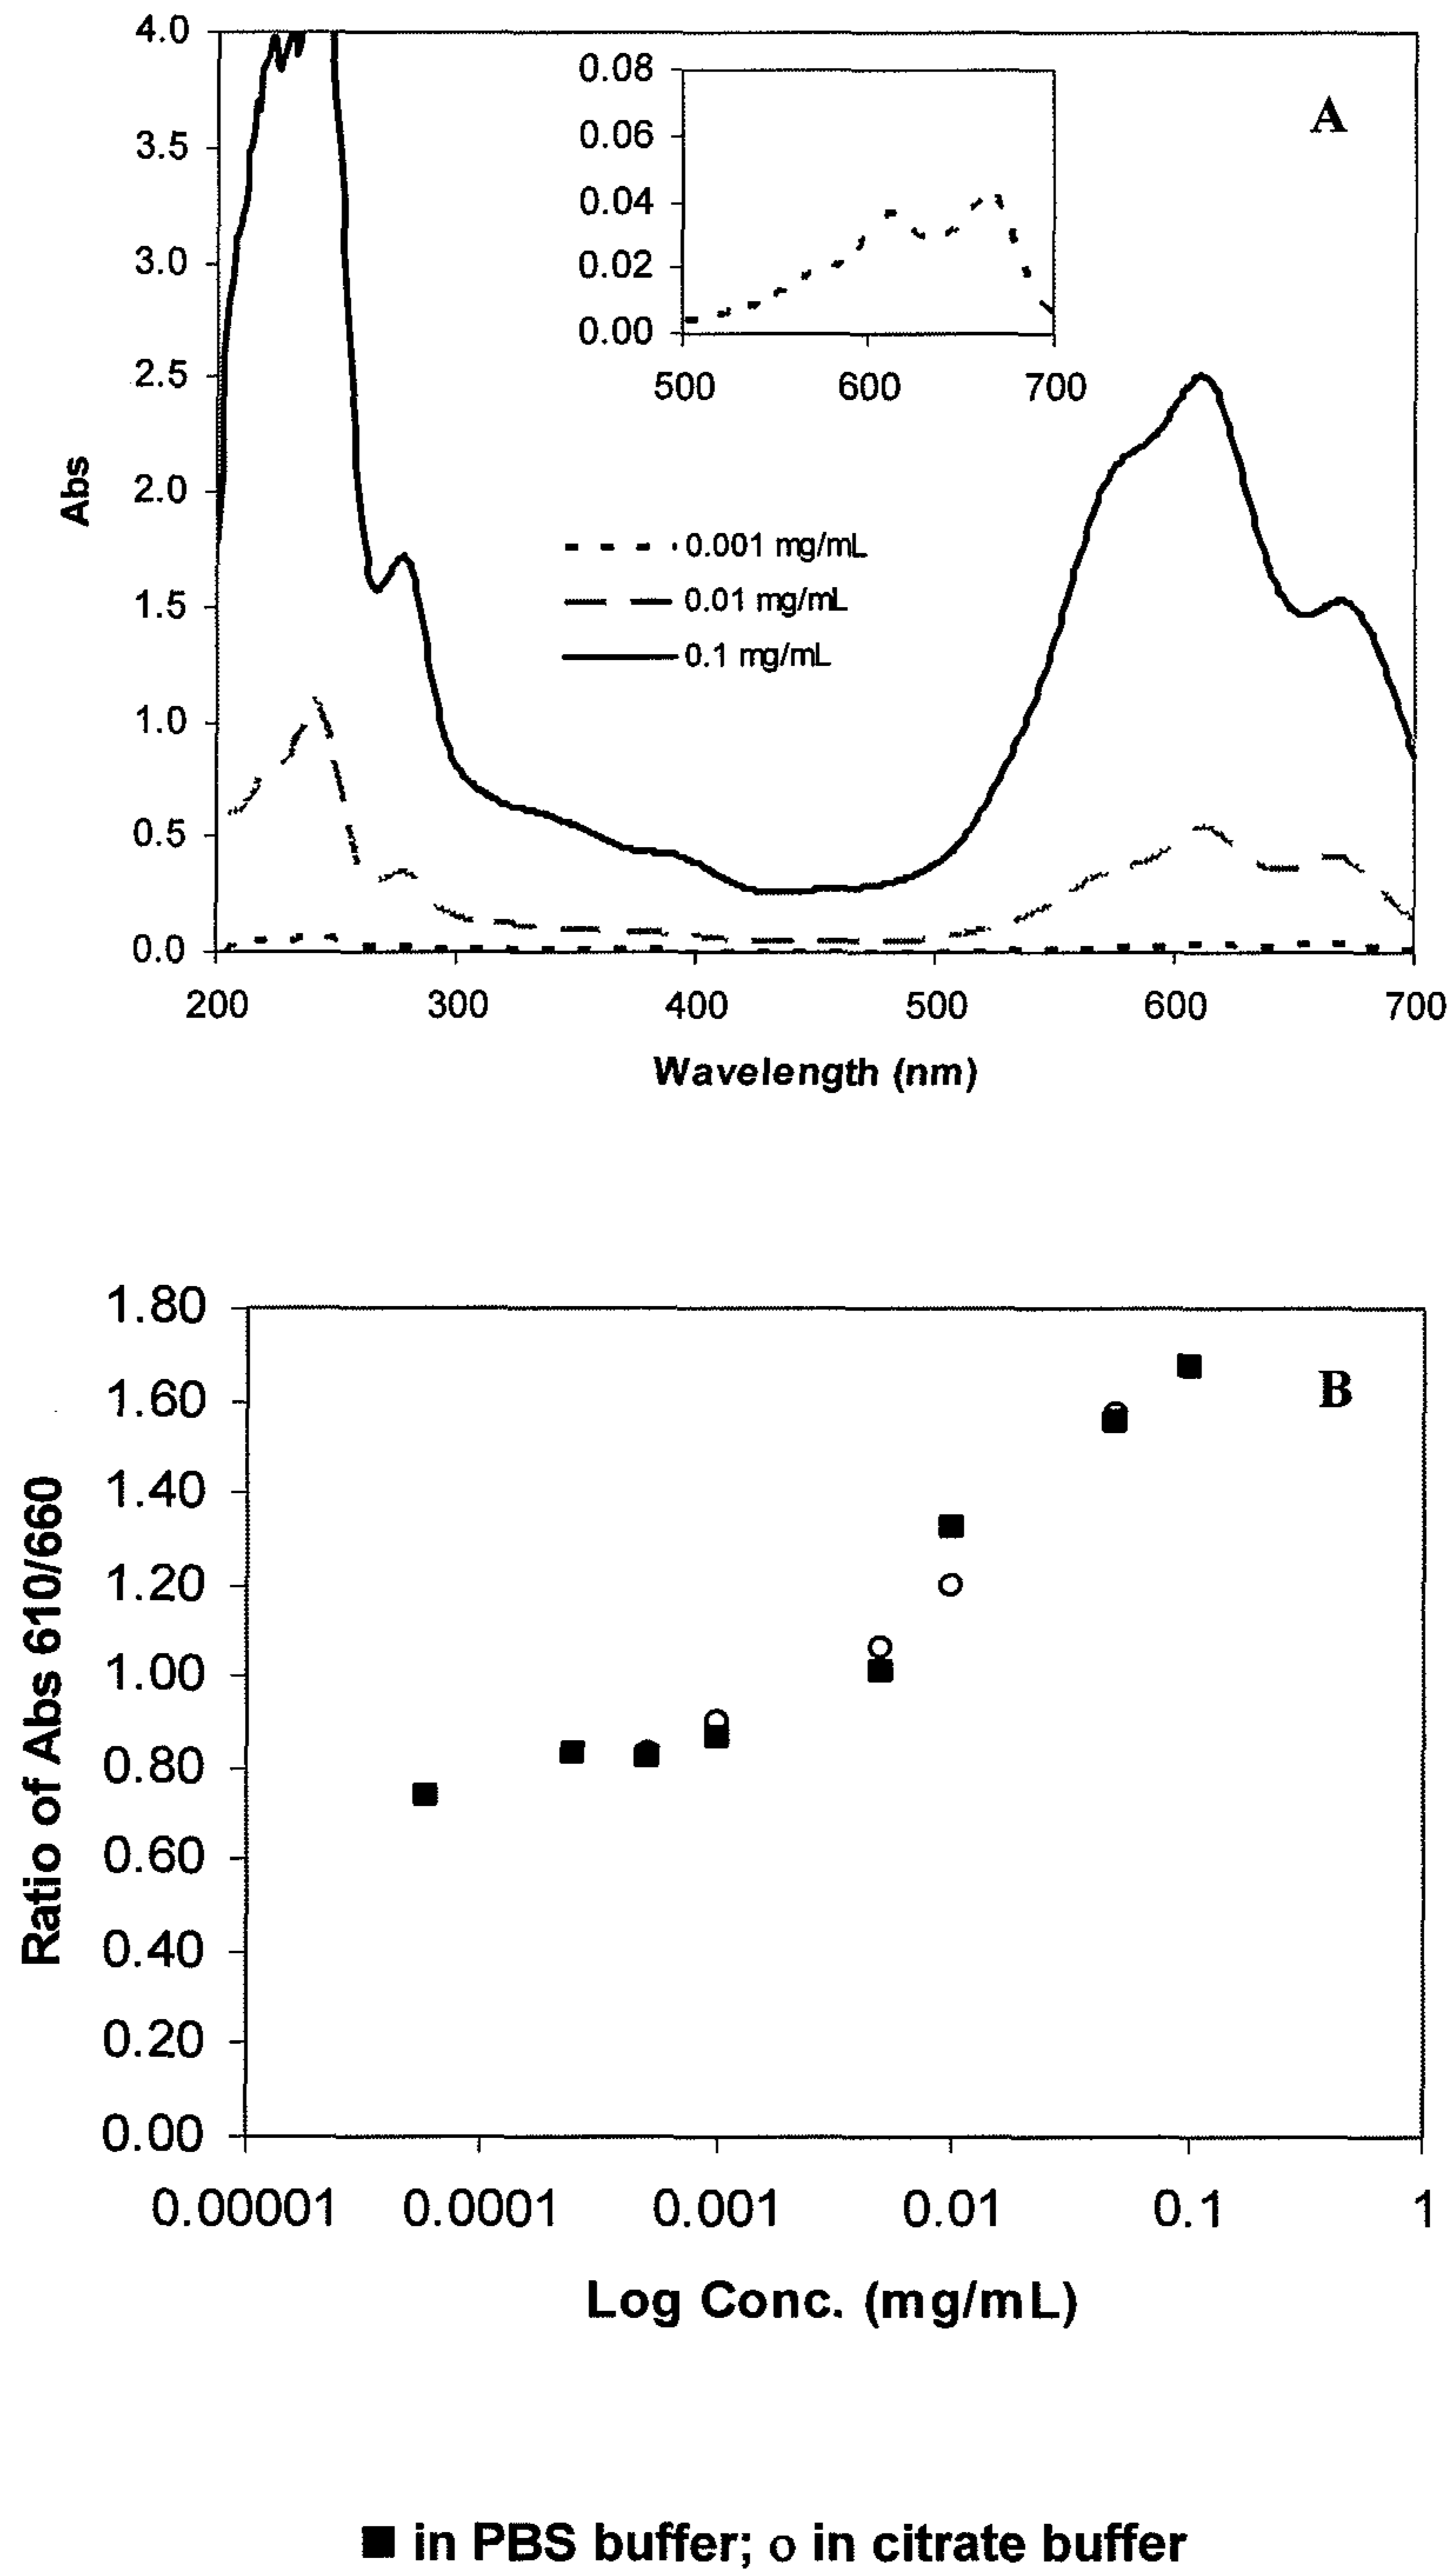 4.0
3.5
3.0
2.5
2.0
1.5
1.0
0.5
0.0
Abs
A
0.08
0.06
0.04
0.02
0.00
500 600 700
0.001 mg/mL
0.01 mg/mL
0.1 mg/mL
200 300 400 500 600 700
Wavelength (nm)
1.80
1.60
1.40
1.20
1.00
0.80
0.60
0.40
0.20
0.00
Ratio of Abs 610/660
B
0.00001 0.0001 0.001 0.01 0.1 1
Log Conc. (mg/mL)
■ in PBS buffer; o in citrate buffer